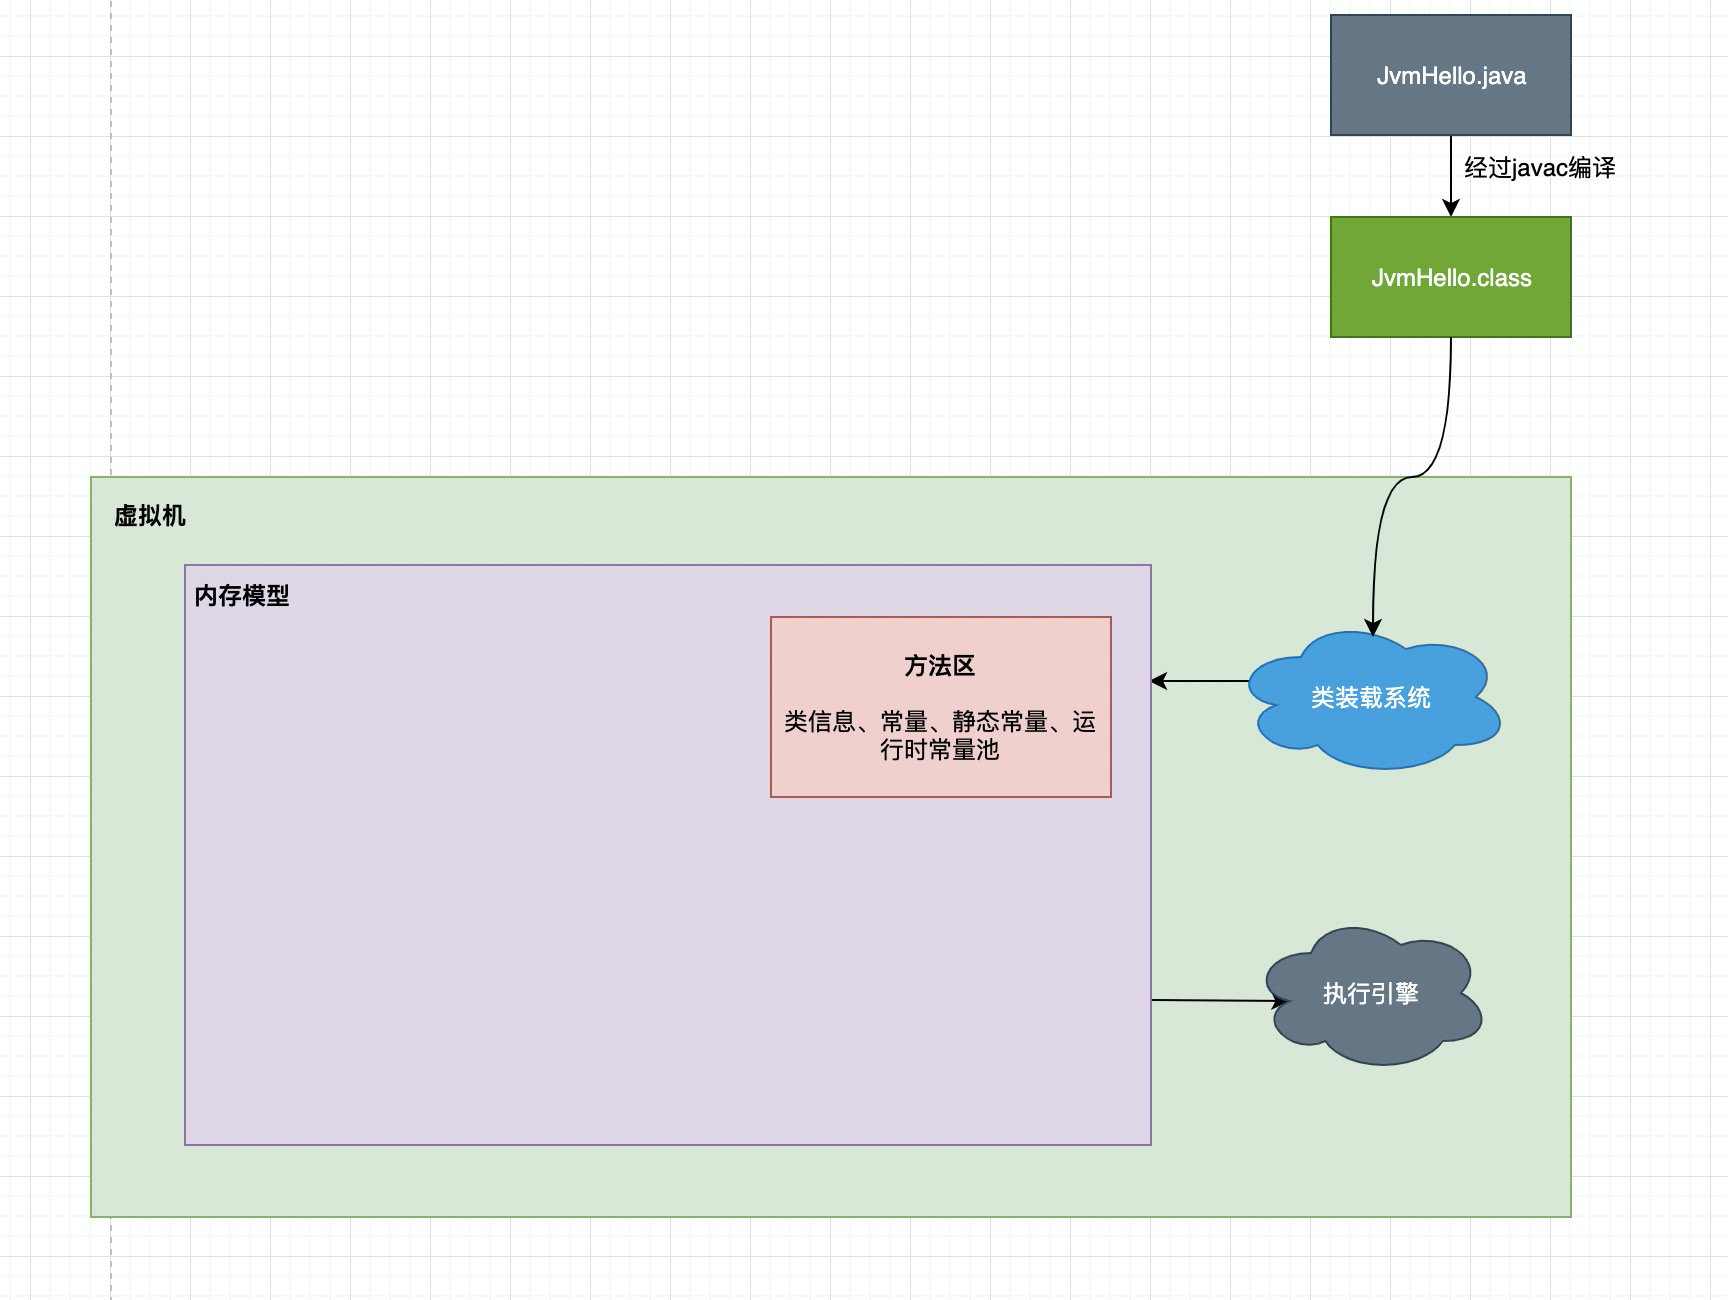 JvmHello.java
经过javac编译
JvmHello.class
虚拟机
内存模型
方法区
类信息、常量、静态常量、运
行时常量池
类装载系统
执行引擎